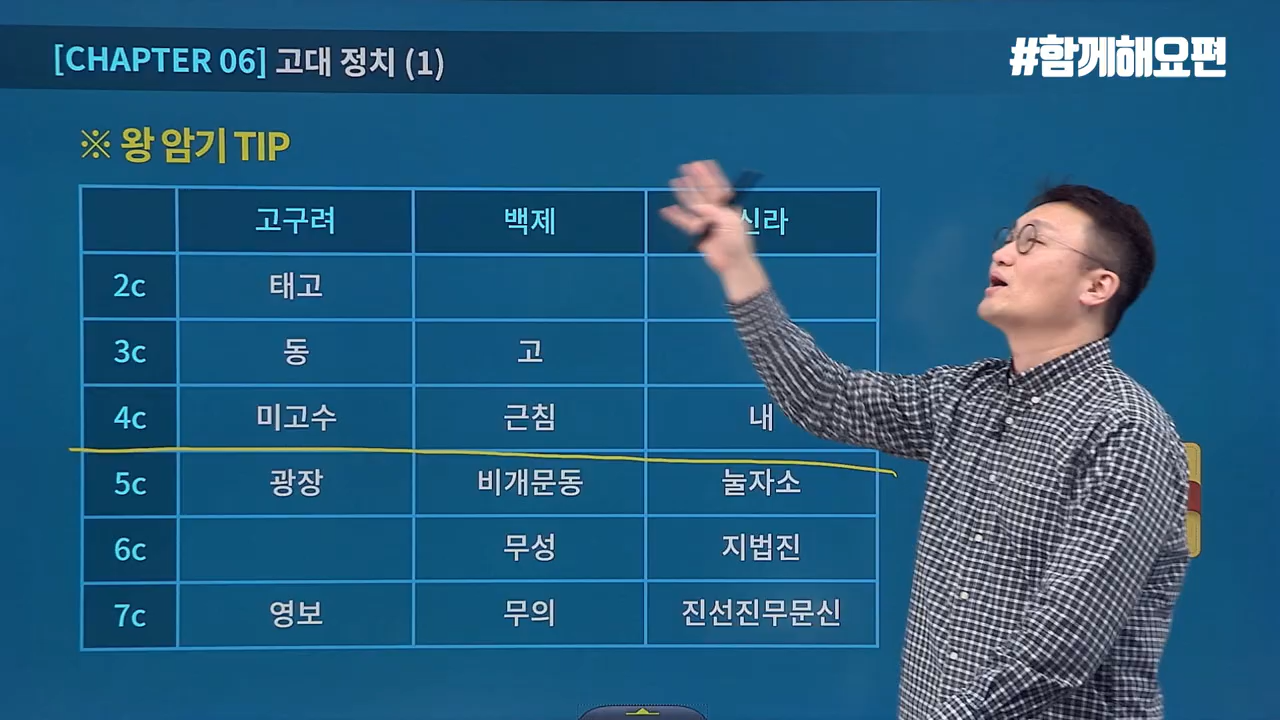 [CHAPTER 06] 고대 정치 (1)
#함께해요편
※ 왕 암기 TIP
고구려 백제 신라
2c 태고
3c 동 고
4c 미고수 근침 내
5c 광장 비개문동 눌자소
6c 무성 지법진
7c 영보 무의 진선진무문신